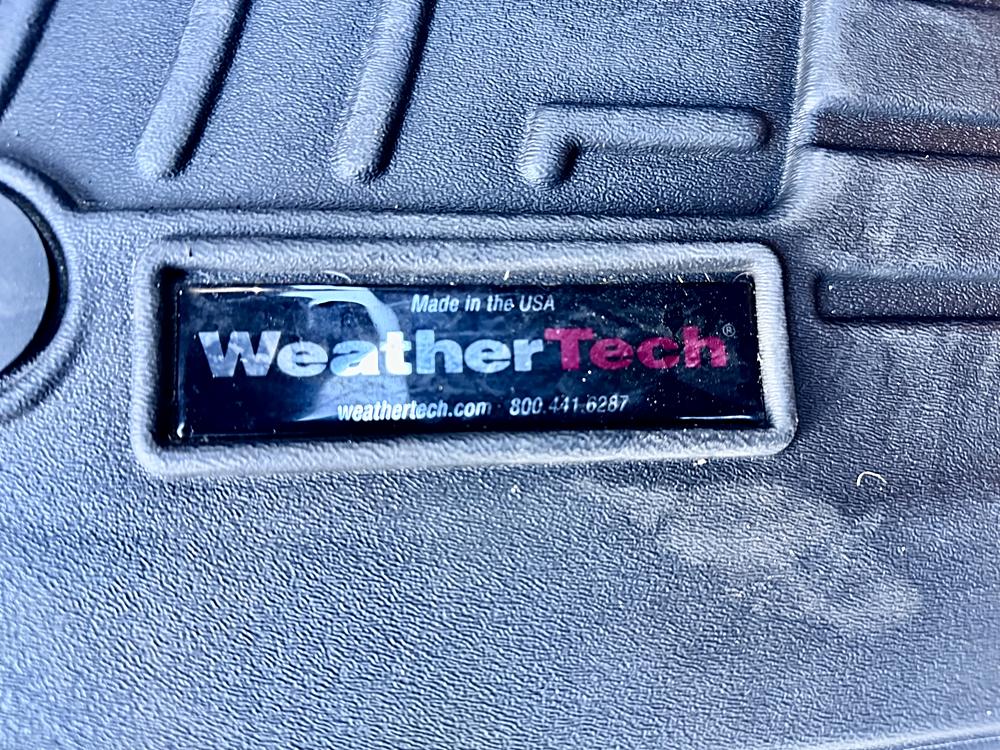 Made in the USA
WeatherTech®
weathertech.com · 800.441.6287